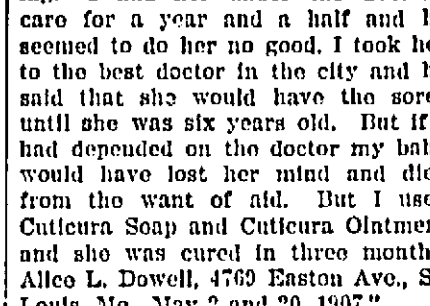 care for a year and a half and h
seemed to do her no good. I took he
to the best doctor in the city and h
said that she would have the sore
until she was six years old. But if
had depended on the doctor my bab
would have lost her mind and die
from the want of aid. But I use
Cuticura Soap and Cuticura Ointmen
and she was cured in three month
Alice L. Dowell, 4769 Easton Ave., S
Louis, Mo., May 2 and 20, 1907."